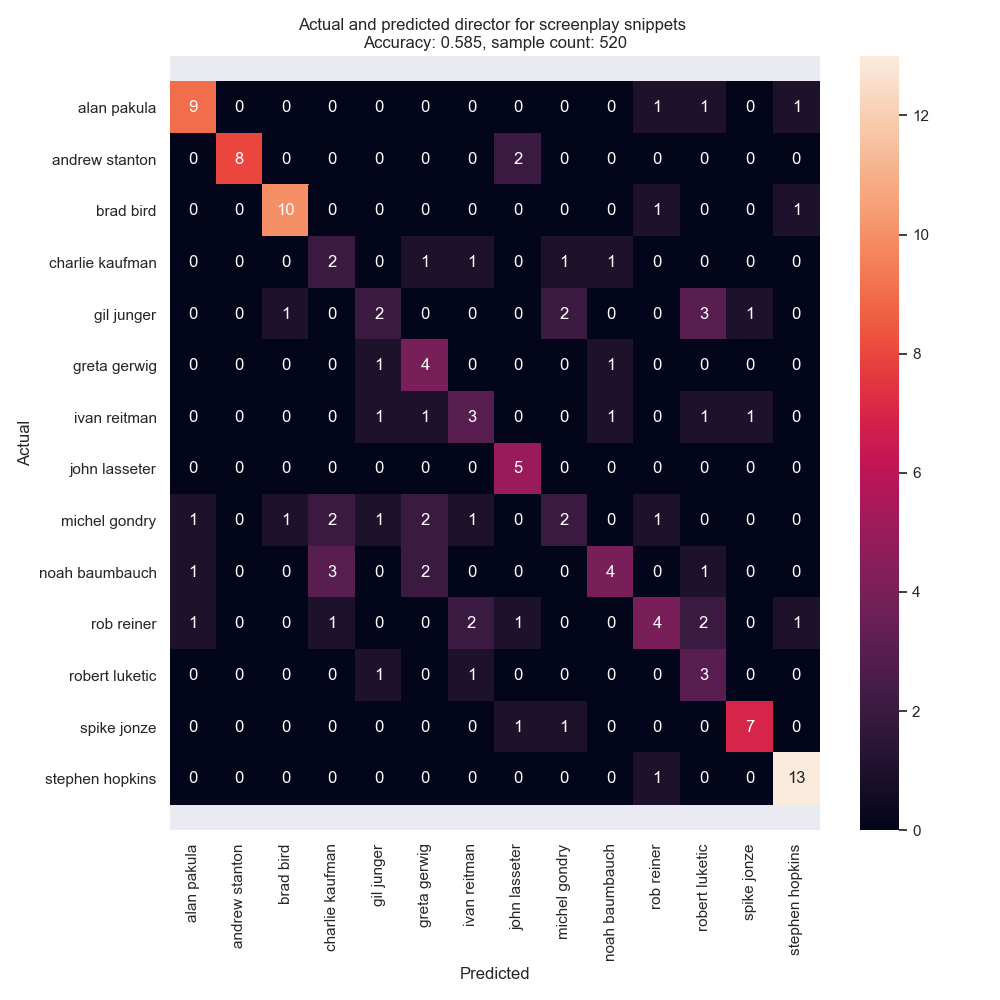 Actual and predicted director for screenplay snippets
Accuracy: 0.585, sample count: 520
Actual
alan pakula 9 0 0 0 0 0 0 0 0 0 1 1 0 1
andrew stanton 0 8 0 0 0 0 0 2 0 0 0 0 0 0
brad bird 0 0 10 0 0 0 0 0 0 0 1 0 0 1
charlie kaufman 0 0 0 2 0 1 1 0 1 1 0 0 0 0
gil junger 0 0 1 0 2 0 0 0 2 0 0 3 1 0
greta gerwig 0 0 0 0 1 4 0 0 0 1 0 0 0 0
ivan reitman 0 0 0 0 1 1 3 0 0 1 0 1 1 0
john lasseter 0 0 0 0 0 0 0 5 0 0 0 0 0 0
michel gondry 1 0 1 2 1 2 1 0 2 0 1 0 0 0
noah baumbauch 1 0 0 3 0 2 0 0 0 4 0 1 0 0
rob reiner 1 0 0 1 0 0 2 1 0 0 4 2 0 1
robert luketic 0 0 0 0 1 0 1 0 0 0 0 3 0 0
spike jonze 0 0 0 0 0 0 0 1 1 0 0 0 7 0
stephen hopkins 0 0 0 0 0 0 0 0 0 0 1 0 0 13
alan pakula
andrew stanton
brad bird
charlie kaufman
gil junger
greta gerwig
ivan reitman
john lasseter
michel gondry
noah baumbauch
rob reiner
robert luketic
spike jonze
stephen hopkins
Predicted
12
10
8
6
4
2
0